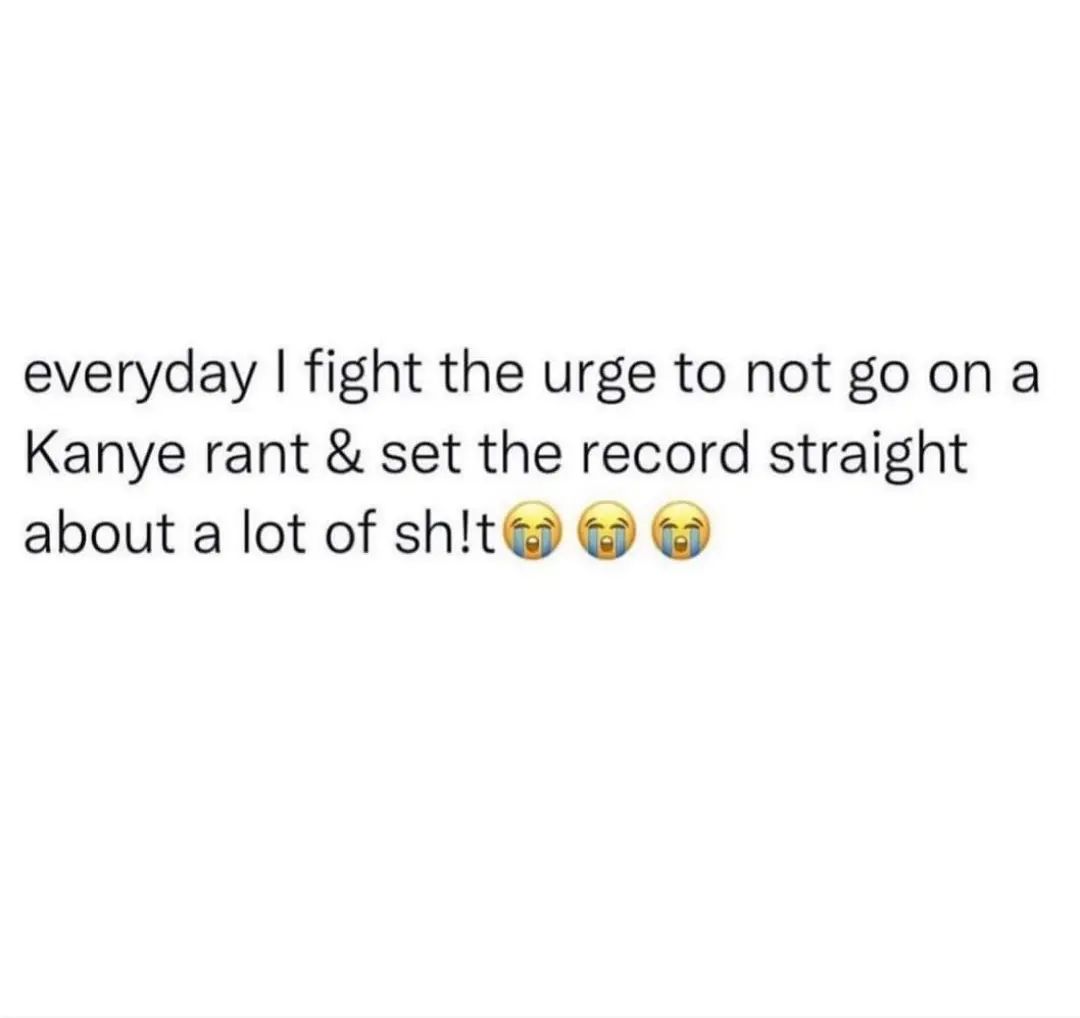 everyday I fight the urge to not go on a
Kanye rant & set the record straight
about a lot of sh!t😭😭😭